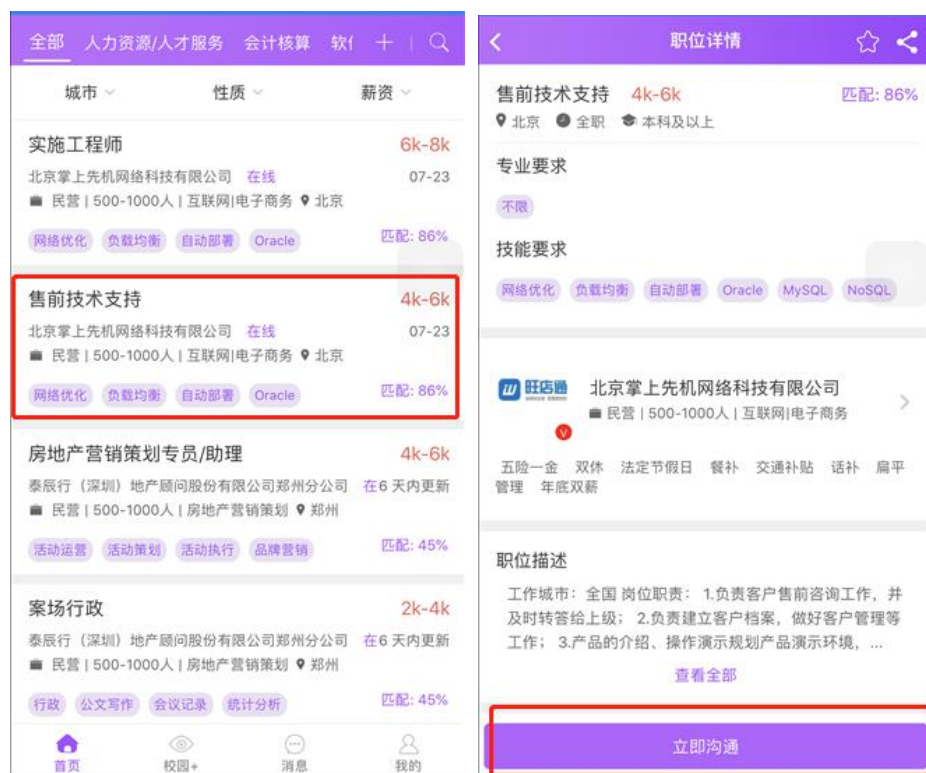 全部 人力资源/人才服务 会计核算 软
城市 性质 薪资
实施工程师 6k-8k
北京掌上先机网络科技有限公司 在线 07-23
民营 | 500-1000人 | 互联网|电子商务 北京
网络优化 负载均衡 自动部署 Oracle 匹配: 86%
售前技术支持 4k-6k
北京掌上先机网络科技有限公司 在线 07-23
民营 | 500-1000人 | 互联网|电子商务 北京
网络优化 负载均衡 自动部署 Oracle 匹配: 86%
房地产营销策划专员/助理 4k-6k
泰辰行（深圳）地产顾问股份有限公司郑州分公司 在6 天内更新
民营 | 500-1000人 | 房地产营销策划 郑州
活动运营 活动策划 活动执行 品牌营销 匹配: 45%
案场行政 2k-4k
泰辰行（深圳）地产顾问股份有限公司郑州分公司 在6 天内更新
民营 | 500-1000人 | 房地产营销策划 郑州
行政 公文写作 会议记录 统计分析 匹配: 45%
首页 校园+ 消息 我的
职位详情
售前技术支持 4k-6k 匹配: 86%
北京 全职 本科及以上
专业要求
不限
技能要求
网络优化 负载均衡 自动部署 Oracle MySQL NoSQL
旺店通 北京掌上先机网络科技有限公司
民营 | 500-1000人 | 互联网|电子商务
V
五险一金 双休 法定节假日 餐补 交通补贴 话补 扁平
管理 年底双薪
职位描述
工作城市：全国 岗位职责： 1.负责客户售前咨询工作，并
及时转答给上级； 2.负责建立客户档案，做好客户管理等
工作； 3.产品的介绍、操作演示规划产品演示环境，...
查看全部
立即沟通